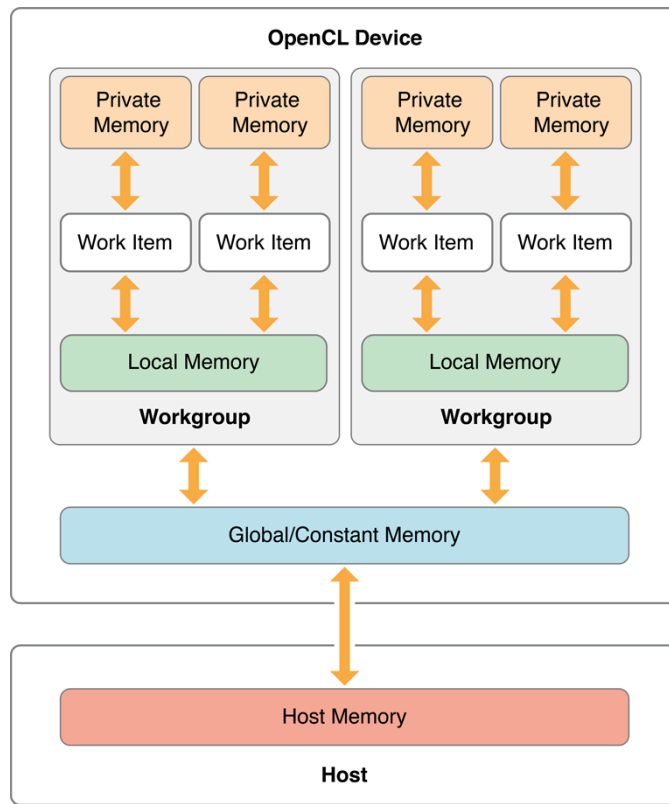 OpenCL Device
Private Memory
Private Memory
Private Memory
Private Memory
Work Item
Work Item
Work Item
Work Item
Local Memory
Local Memory
Workgroup
Workgroup
Global/Constant Memory
Host Memory
Host